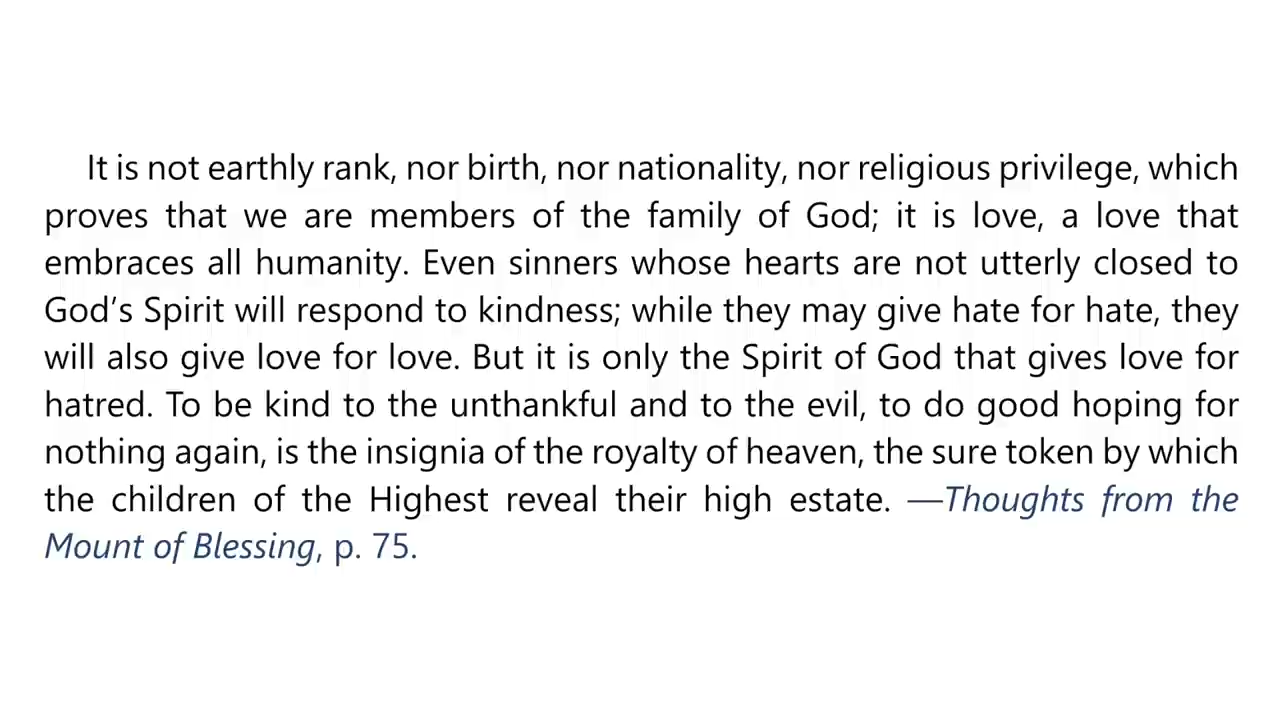 It is not earthly rank, nor birth, nor nationality, nor religious privilege, which
proves that we are members of the family of God; it is love, a love that
embraces all humanity. Even sinners whose hearts are not utterly closed to
God’s Spirit will respond to kindness; while they may give hate for hate, they
will also give love for love. But it is only the Spirit of God that gives love for
hatred. To be kind to the unthankful and to the evil, to do good hoping for
nothing again, is the insignia of the royalty of heaven, the sure token by which
the children of the Highest reveal their high estate. —Thoughts from the
Mount of Blessing, p. 75.